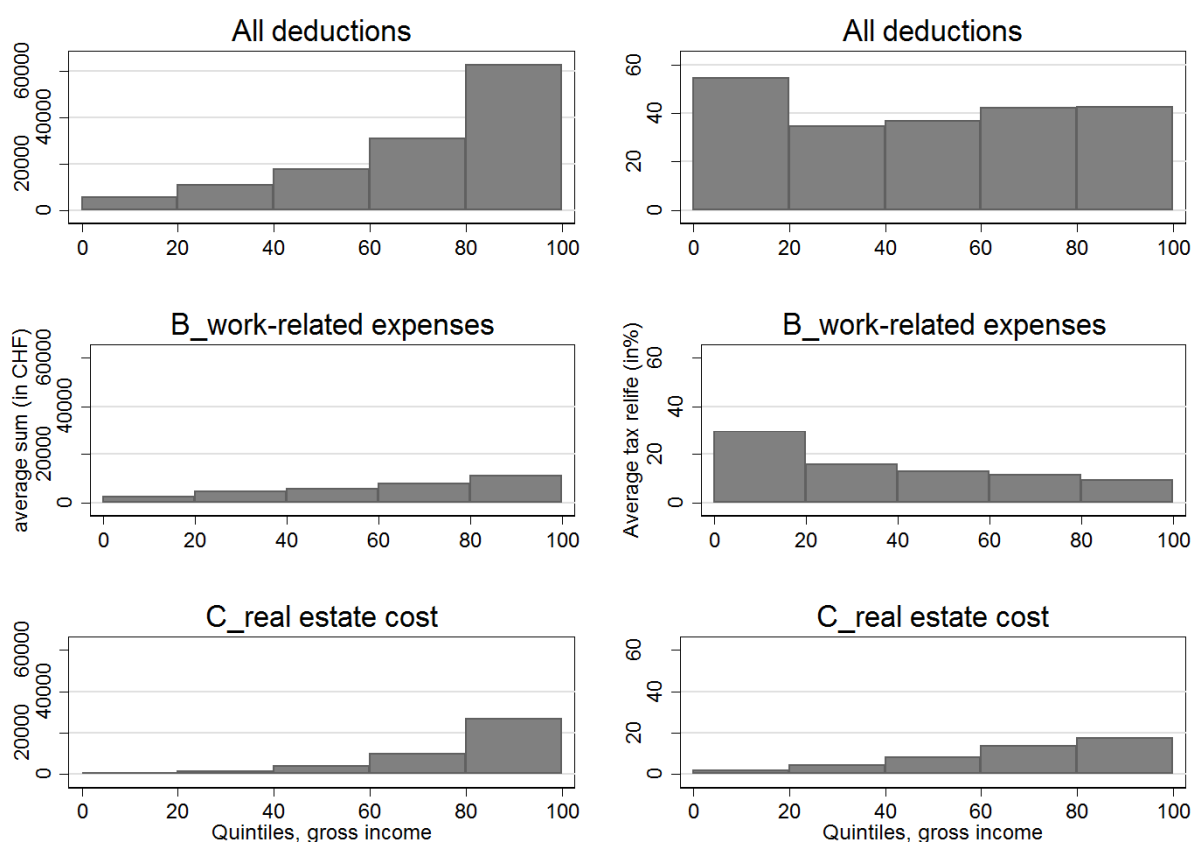 All deductions
60000
40000
20000
0
0 20 40 60 80 100
All deductions
60
40
20
0
0 20 40 60 80 100
B_work-related expenses
average sum (in CHF)
60000
40000
20000
0
0 20 40 60 80 100
B_work-related expenses
Average tax relife (in%)
60
40
20
0
0 20 40 60 80 100
C_real estate cost
60000
40000
20000
0
0 20 40 60 80 100
Quintiles, gross income
C_real estate cost
60
40
20
0
0 20 40 60 80 100
Quintiles, gross income